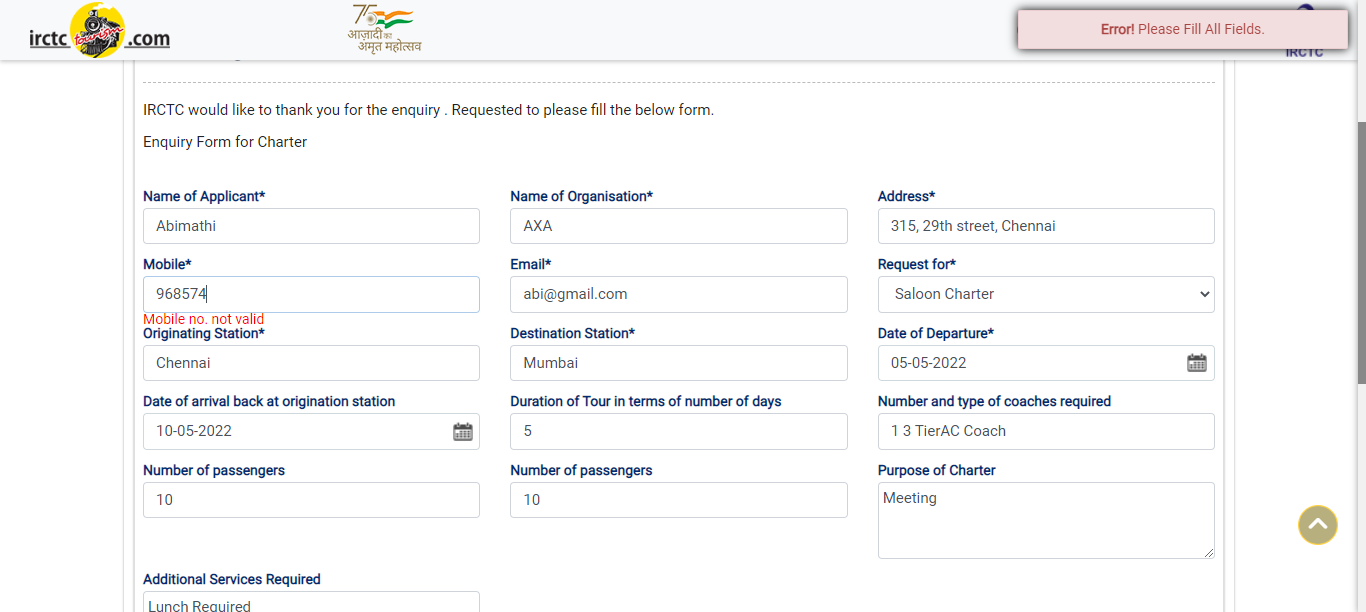 irctc tourism .com
75
आज़ादी का
अमृत महोत्सव
Error! Please Fill All Fields.
IRCTC
IRCTC would like to thank you for the enquiry . Requested to please fill the below form.
Enquiry Form for Charter
Name of Applicant* Name of Organisation* Address*
Abimathi AXA 315, 29th street, Chennai
Mobile* Email* Request for*
968574 abi@gmail.com Saloon Charter
Mobile no. not valid
Originating Station* Destination Station* Date of Departure*
Chennai Mumbai 05-05-2022
Date of arrival back at origination station Duration of Tour in terms of number of days Number and type of coaches required
10-05-2022 5 1 3 TierAC Coach
Number of passengers Number of passengers Purpose of Charter
10 10 Meeting
Additional Services Required
Lunch Required